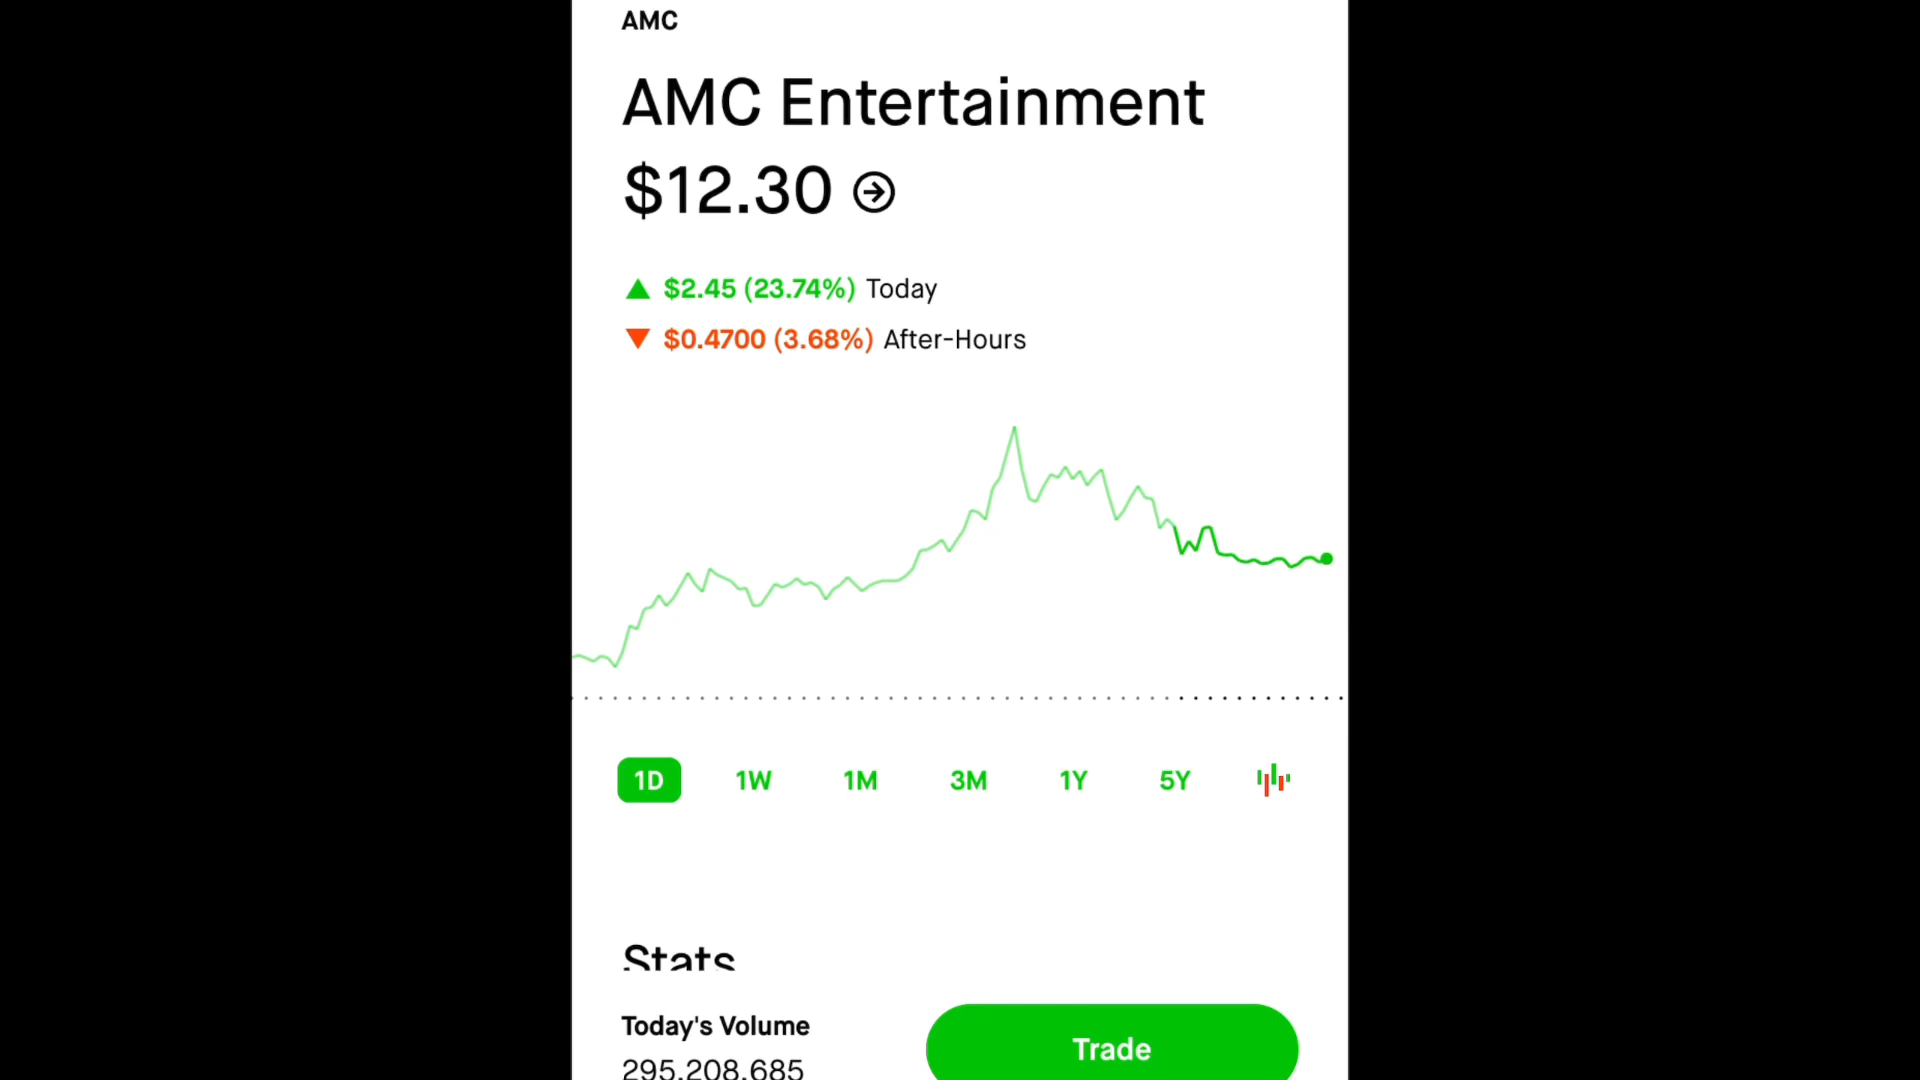 AMC
AMC Entertainment
$12.30
$2.45 (23.74%) Today
$0.4700 (3.68%) After-Hours
1D 1W 1M 3M 1Y 5Y
Stats
Today's Volume
295,208,685
Trade